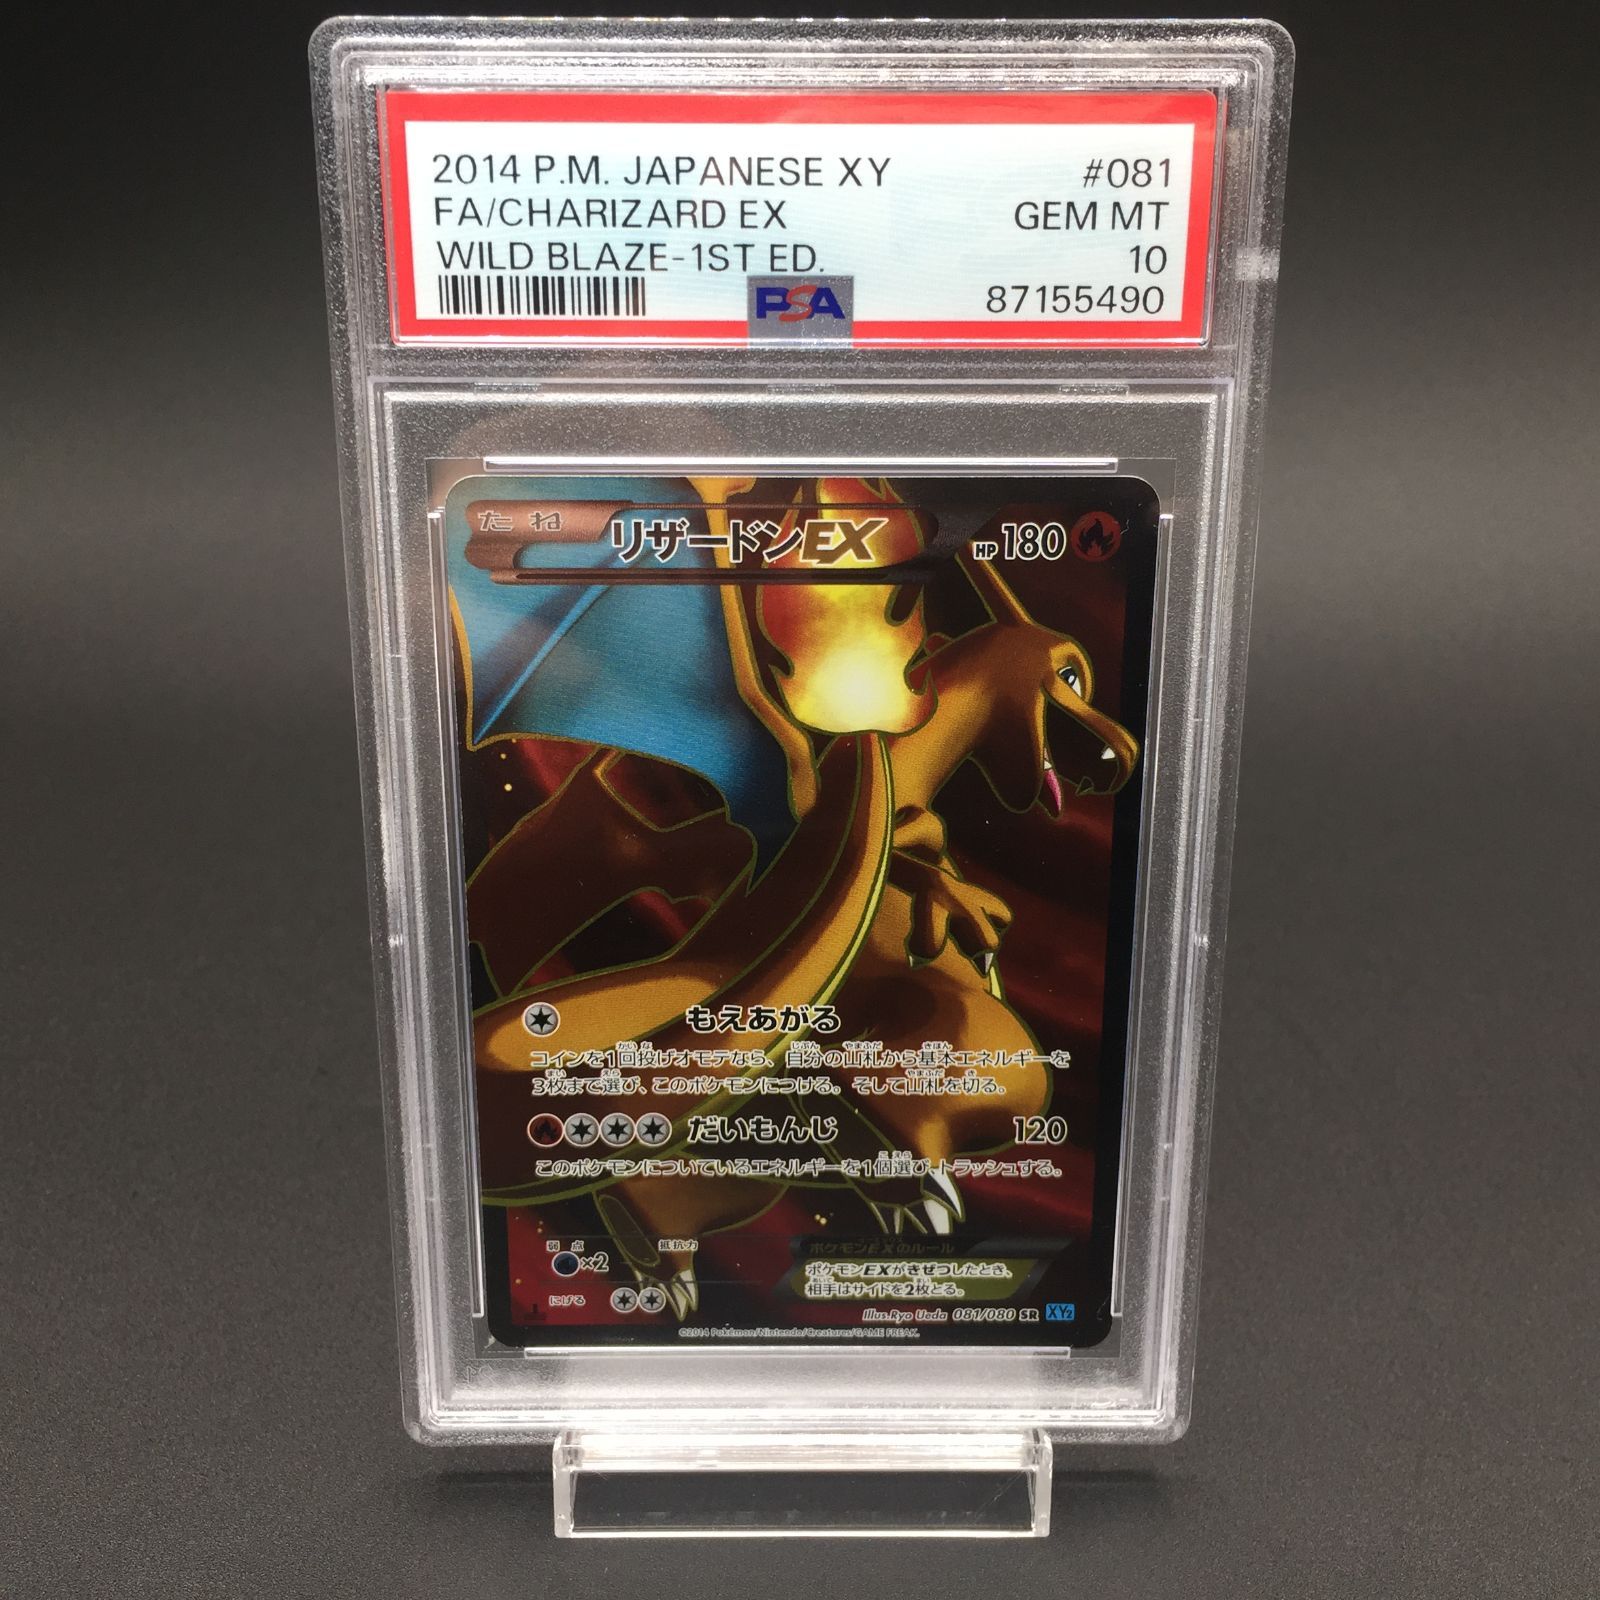 2014 P.M. JAPANESE XY #081
FA/CHARIZARD EX GEM MT
WILD BLAZE-1ST ED. 10
PSA 87155490
たね リザードンEX HP180
もえあがる
コインを1回投げオモテなら、自分の山札から基本エネルギーを
3枚まで選び、このポケモンにつける。そして山札を切る。
だいもんじ 120
このポケモンについているエネルギーを1個選び、トラッシュする。
弱点 抵抗力 ポケモンEXのルール
×2 ポケモンEXがきぜつしたとき、
相手はサイドを2枚とる。
にげる
Illus.Ryo Ueda 081/080 SR XY2
©2014 Pokémon/Nintendo/Creatures/GAME FREAK.